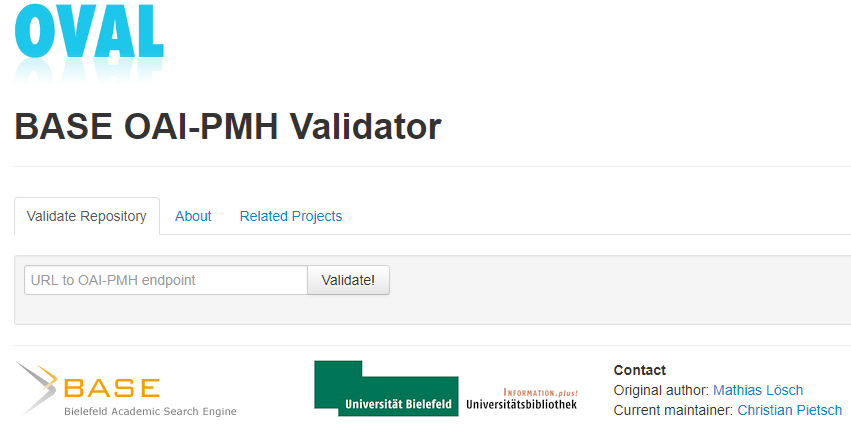 OVAL
BASE OAI-PMH Validator
Validate Repository About Related Projects
URL to OAI-PMH endpoint Validate!
BASE
Bielefeld Academic Search Engine
Universität Bielefeld
INFORMATION.plus!
Universitätsbibliothek
Contact
Original author: Mathias Lösch
Current maintainer: Christian Pietsch